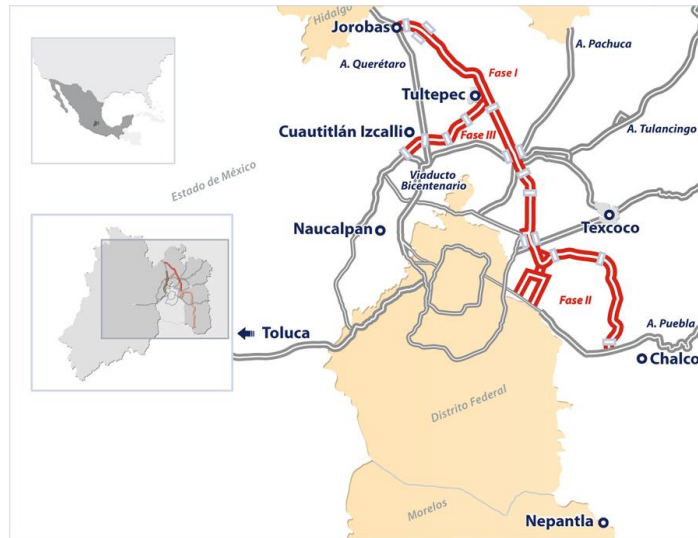 Hidalgo
Jorobas
A. Pachuca
A. Querétaro
Fase I
Tultepec
Cuautitlán Izcalli
Fase III
A. Tulancingo
Estado de México
Viaducto
Bicentenario
Naucalpan
Texcoco
Fase II
A. Puebla
Toluca
Chalco
Distrito Federal
Morelos
Nepantla